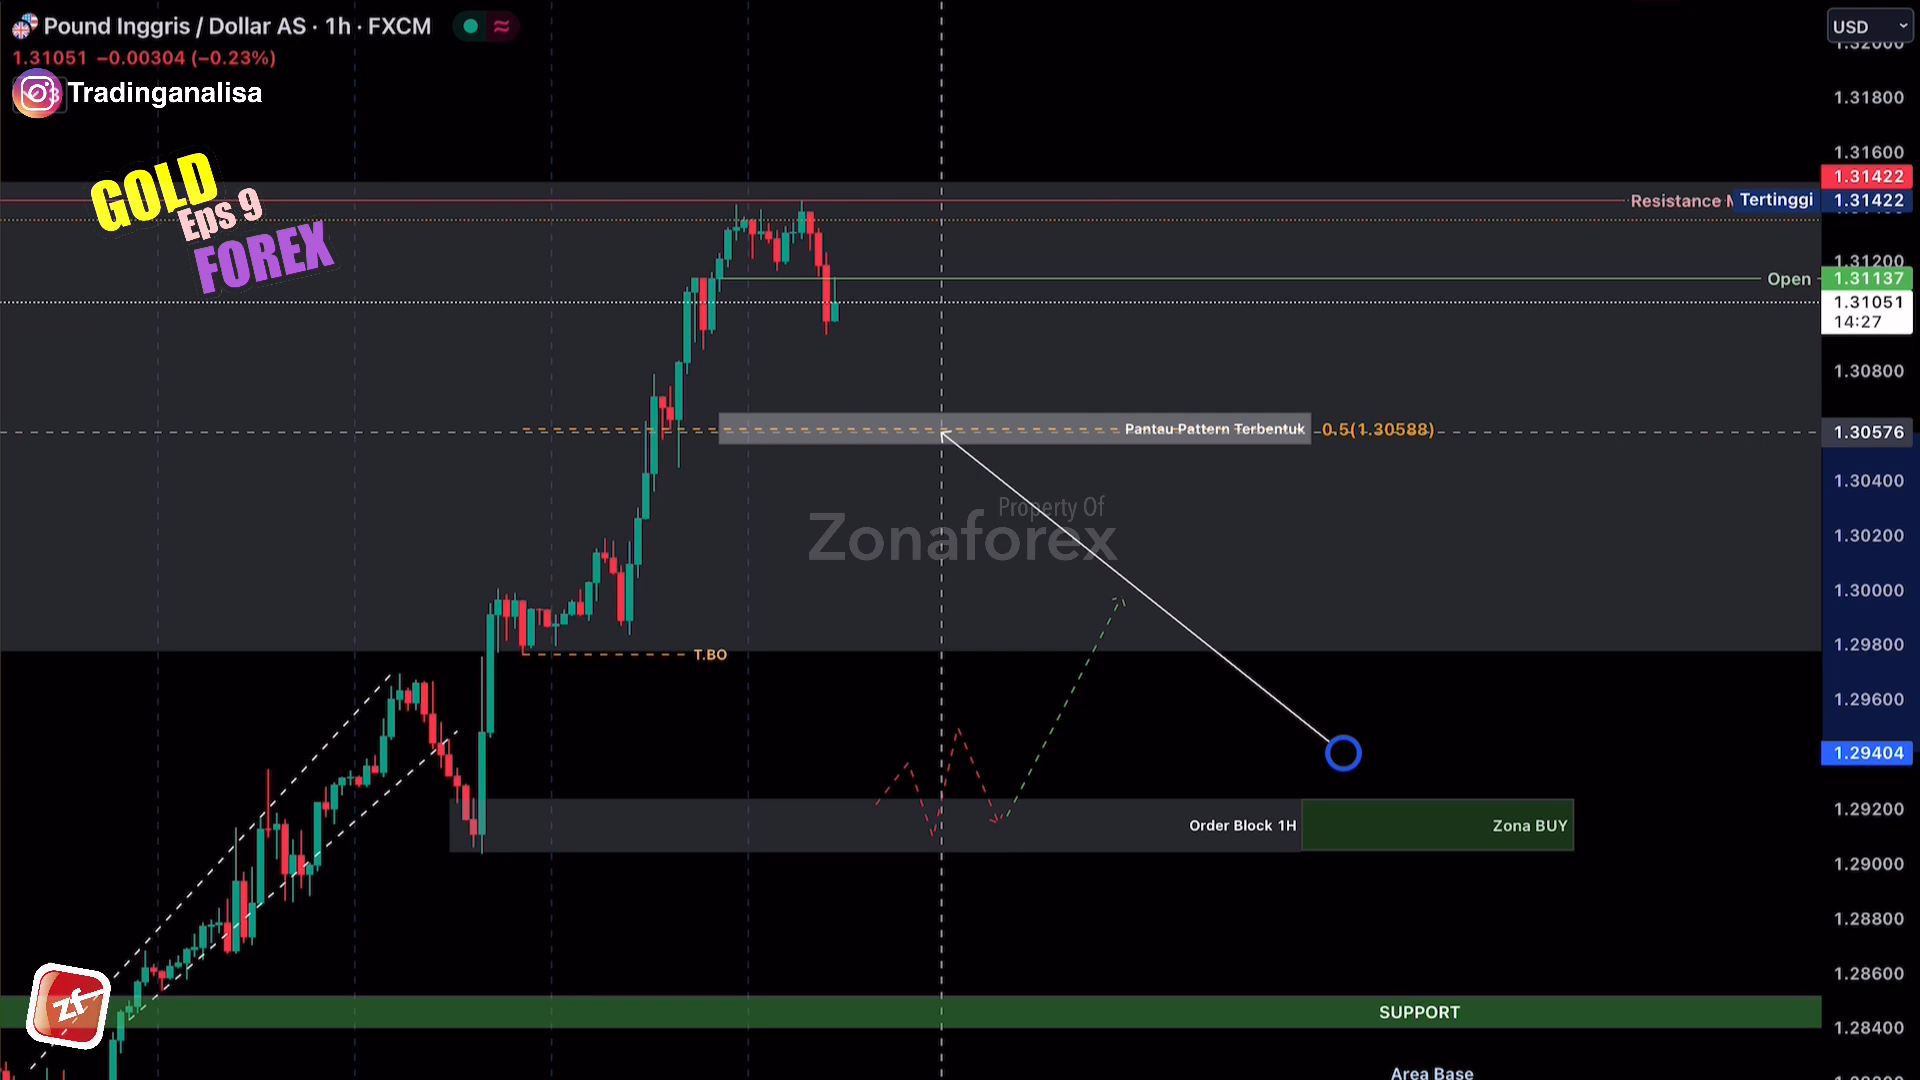 Pound Inggris / Dollar AS · 1h · FXCM
USD
1.31051 −0.00304 (−0.23%)
Tradinganalisa
GOLD
Eps 9
FOREX
1.32000
1.31800
1.31600
1.31422
Resistance
Tertinggi
1.31422
1.31200
Open
1.31137
1.31051
14:27
1.30800
Pantau Pattern Terbentuk
0.5(1.30588)
1.30576
1.30400
Property Of
Zonaforex
1.30200
1.30000
T.BO
1.29800
1.29600
1.29404
1.29200
Order Block 1H
Zona BUY
1.29000
1.28800
1.28600
zf
SUPPORT
1.28400
Area Base